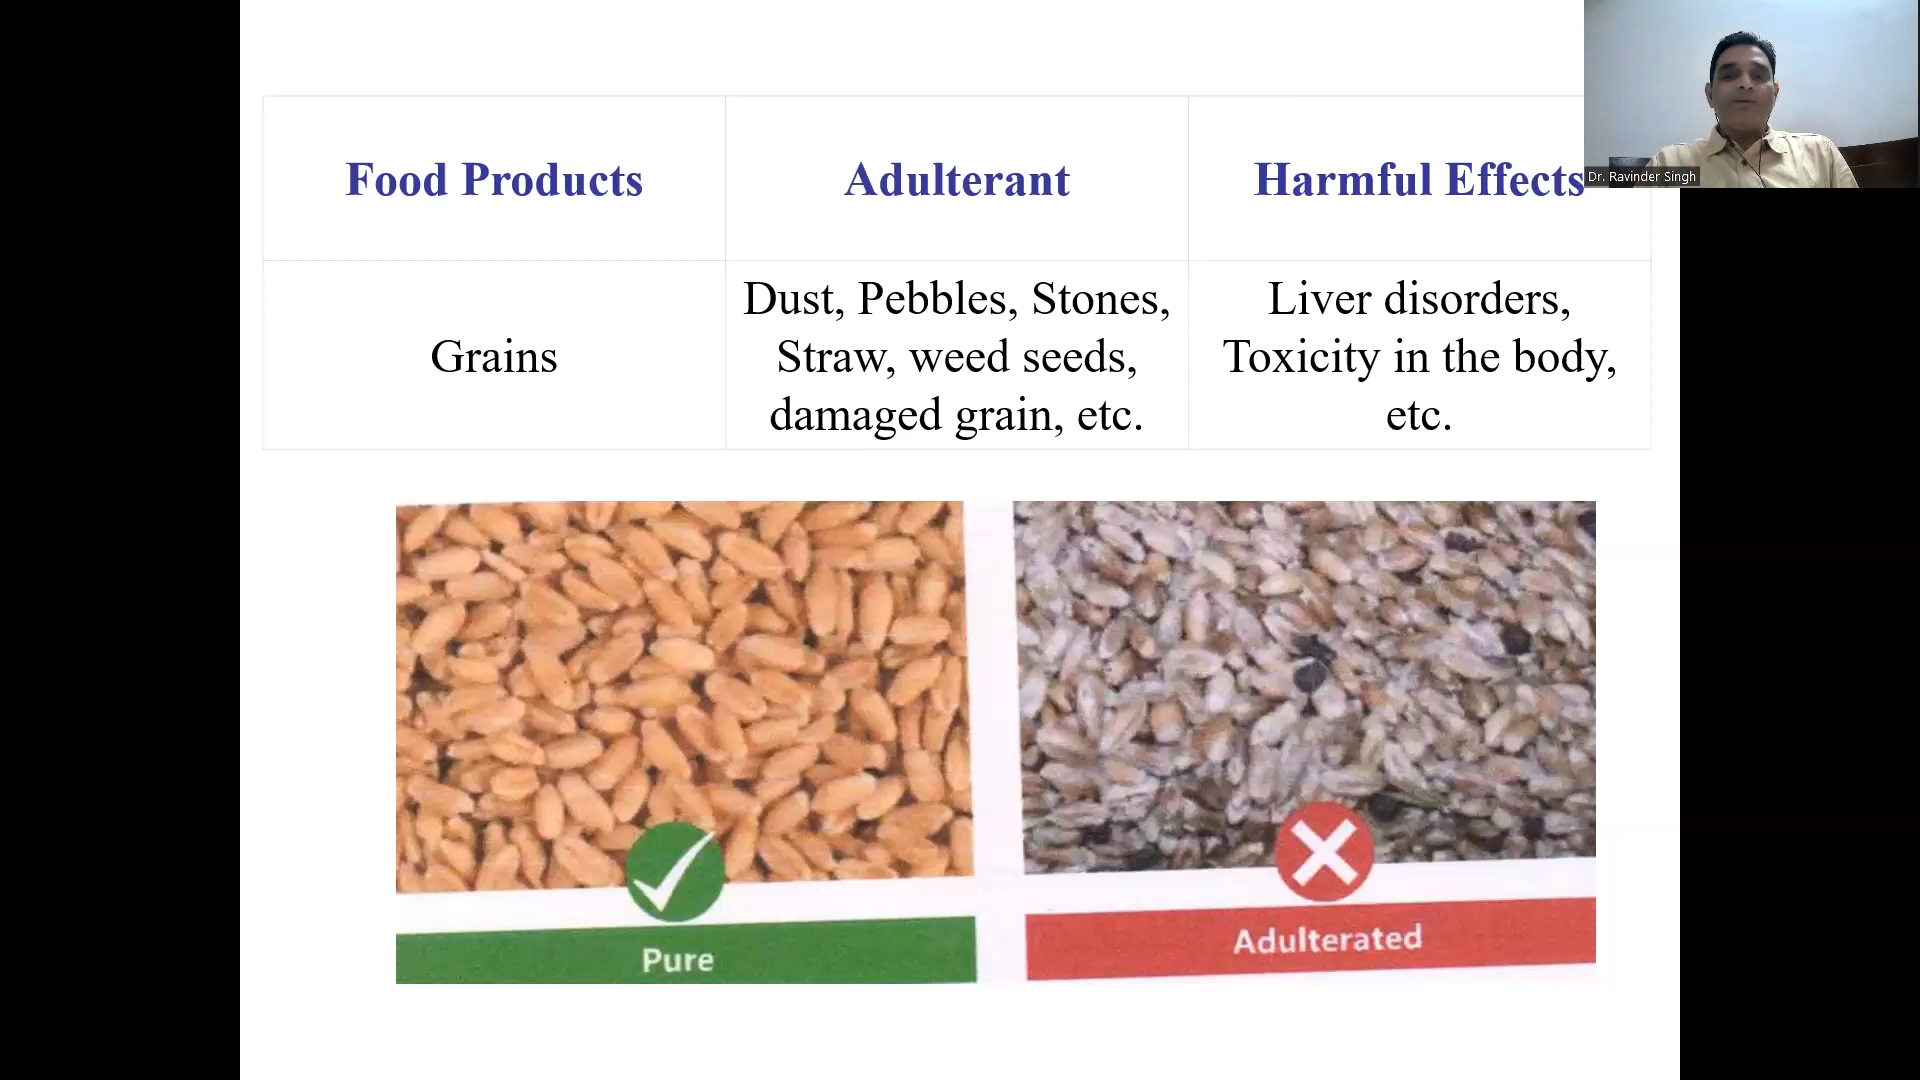 Food Products
Adulterant
Harmful Effects
Dr. Ravinder Singh
Grains
Dust, Pebbles, Stones,
Straw, weed seeds,
damaged grain, etc.
Liver disorders,
Toxicity in the body,
etc.
Pure
Adulterated